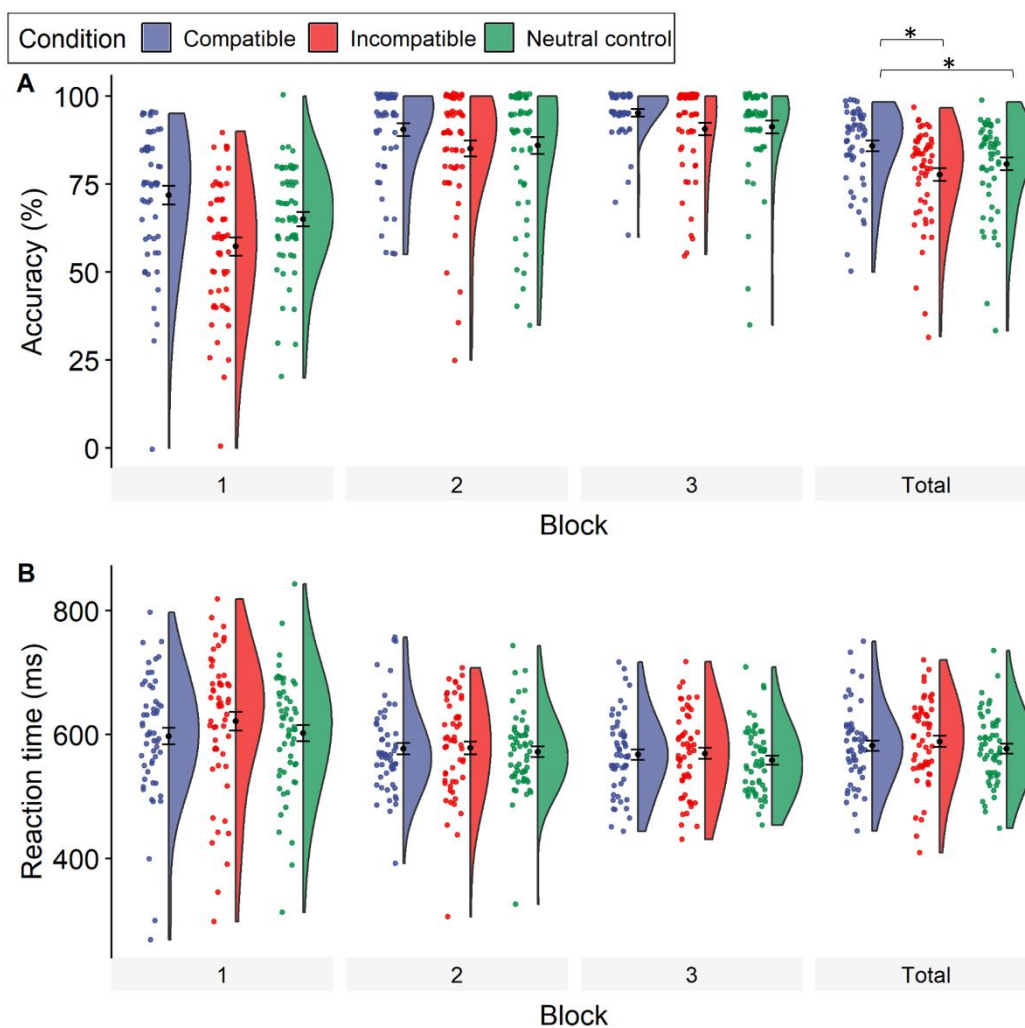 Condition Compatible Incompatible Neutral control
*
*
A
Accuracy (%)
100
75
50
25
0
1 2 3 Total
Block
B
Reaction time (ms)
800
600
400
1 2 3 Total
Block